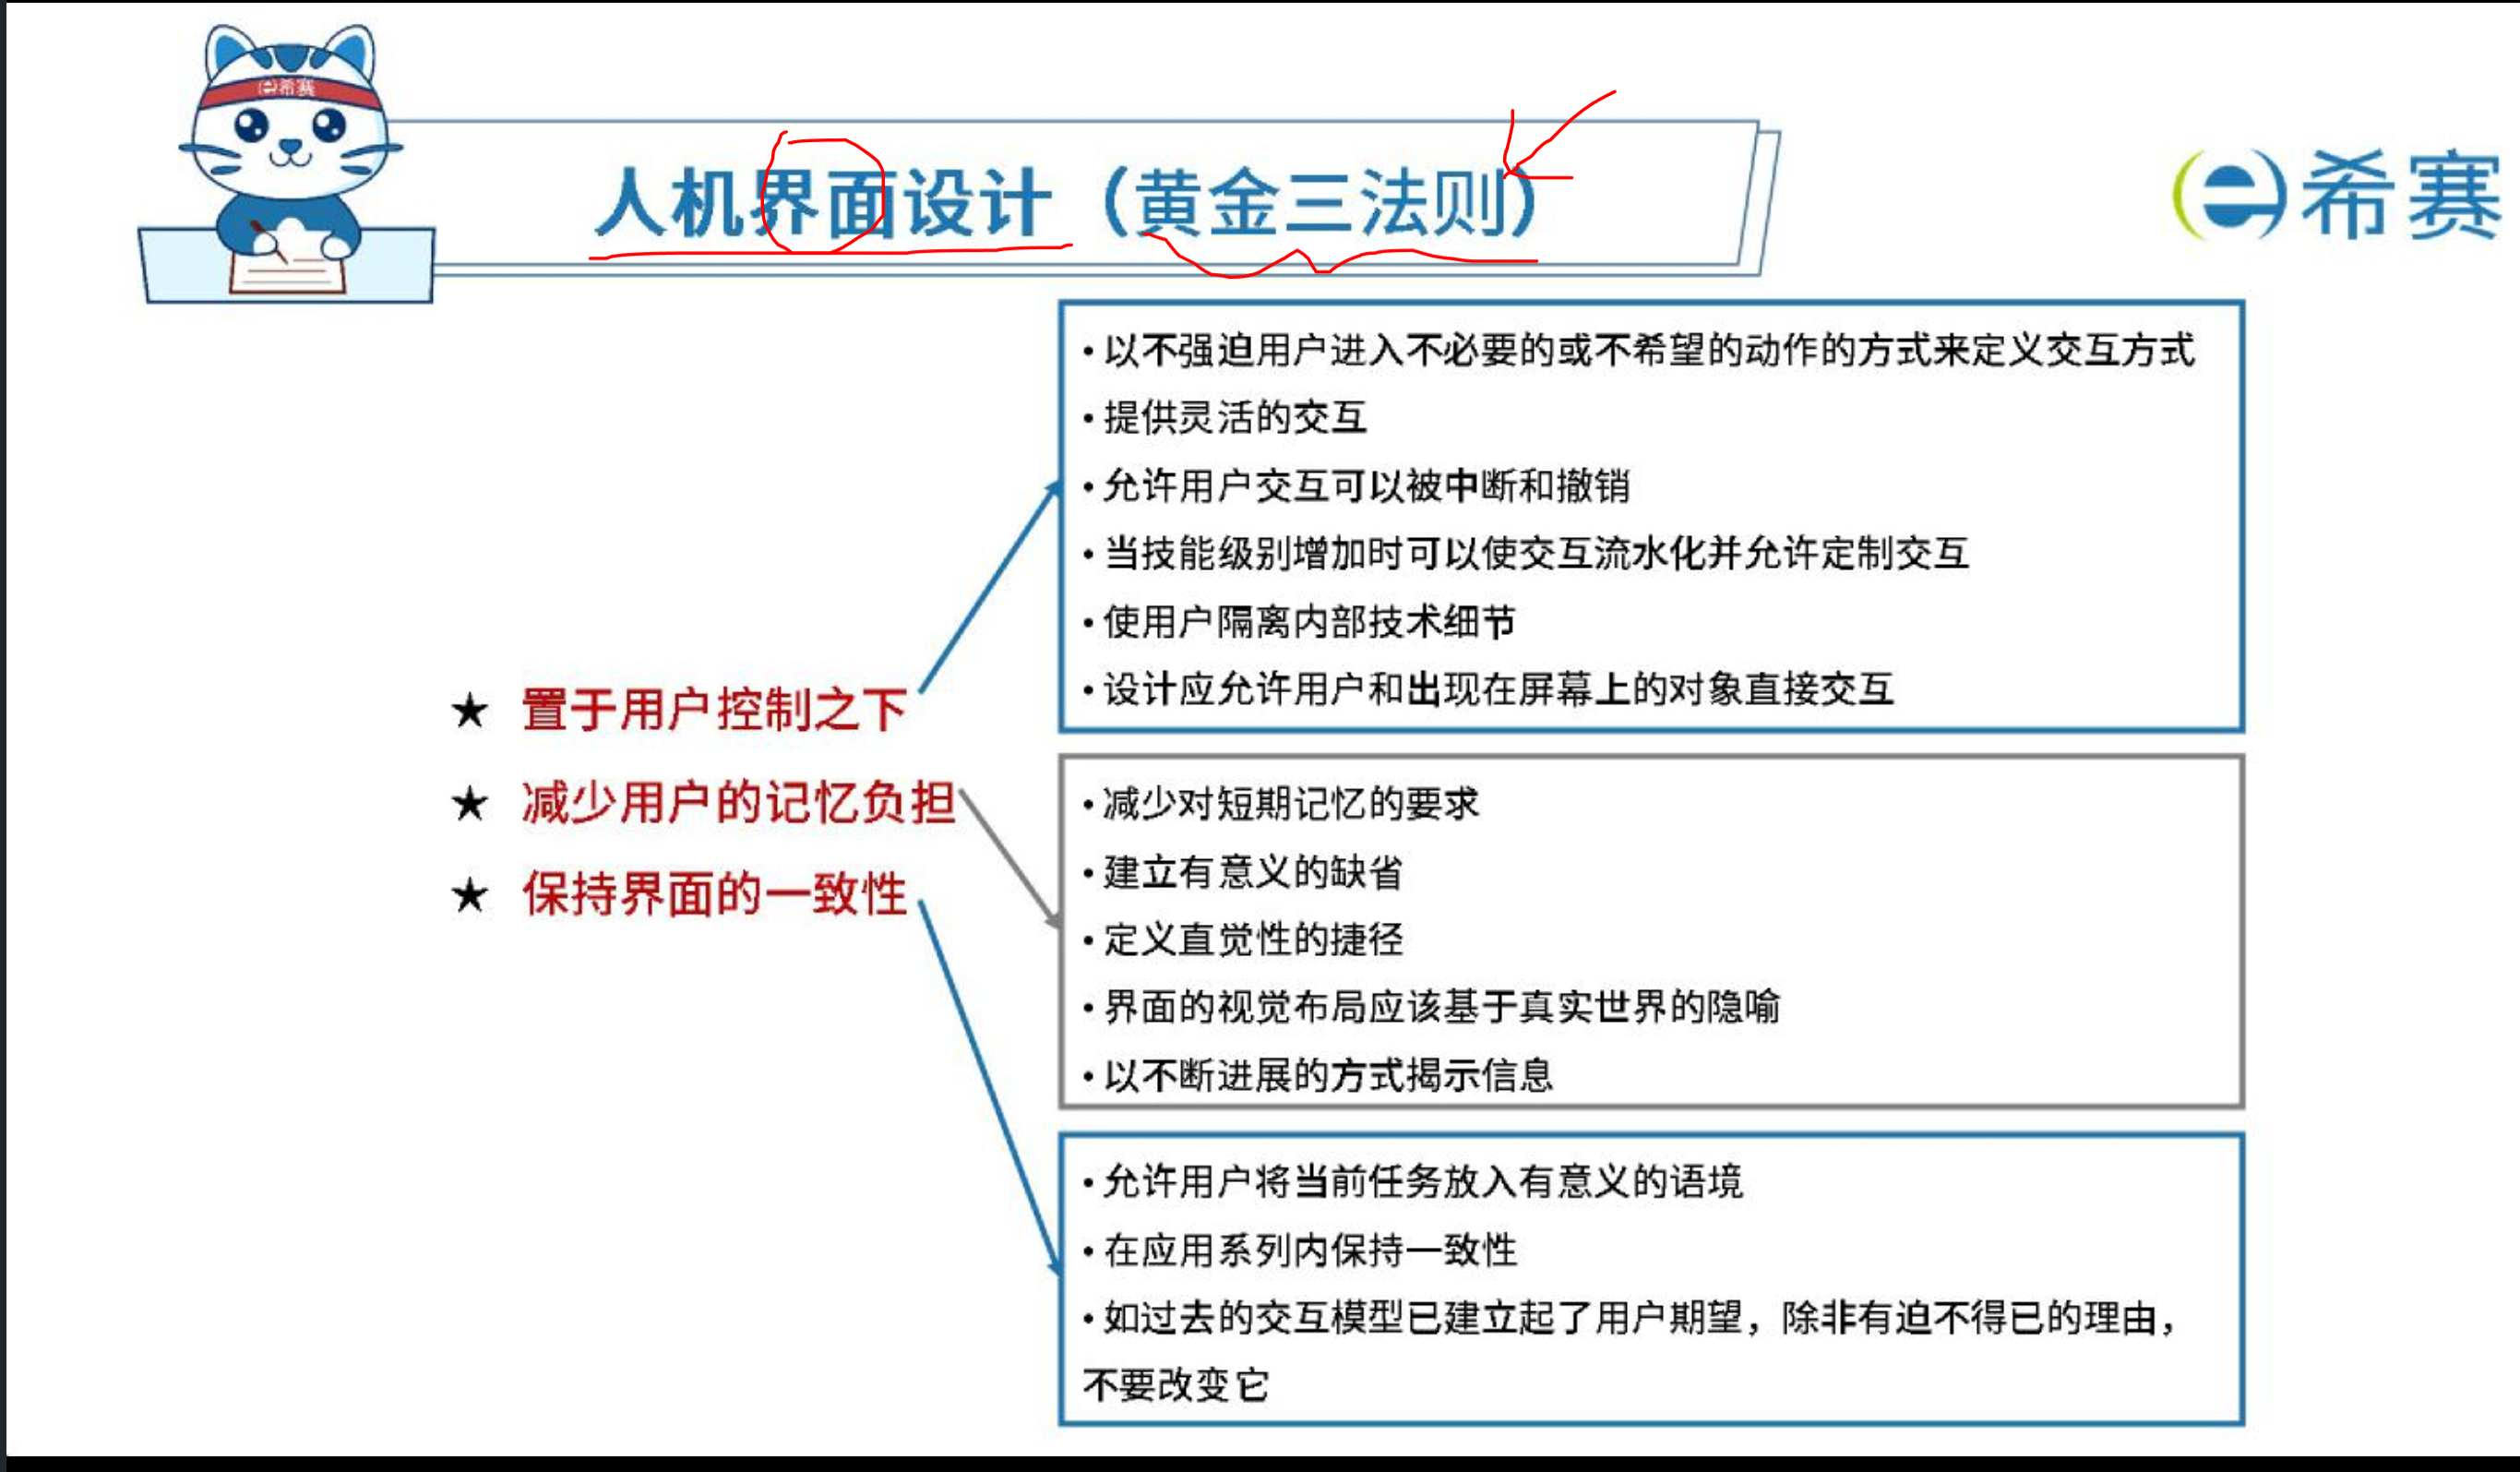 希赛
人机界面设计（黄金三法则）
希赛
• 以不强迫用户进入不必要的或不希望的动作的方式来定义交互方式
• 提供灵活的交互
• 允许用户交互可以被中断和撤销
• 当技能级别增加时可以使交互流水化并允许定制交互
• 使用户隔离内部技术细节
• 设计应允许用户和出现在屏幕上的对象直接交互
★ 置于用户控制之下
★ 减少用户的记忆负担
★ 保持界面的一致性
• 减少对短期记忆的要求
• 建立有意义的缺省
• 定义直觉性的捷径
• 界面的视觉布局应该基于真实世界的隐喻
• 以不断进展的方式揭示信息
• 允许用户将当前任务放入有意义的语境
• 在应用系列内保持一致性
• 如过去的交互模型已建立起了用户期望，除非有迫不得已的理由，
不要改变它